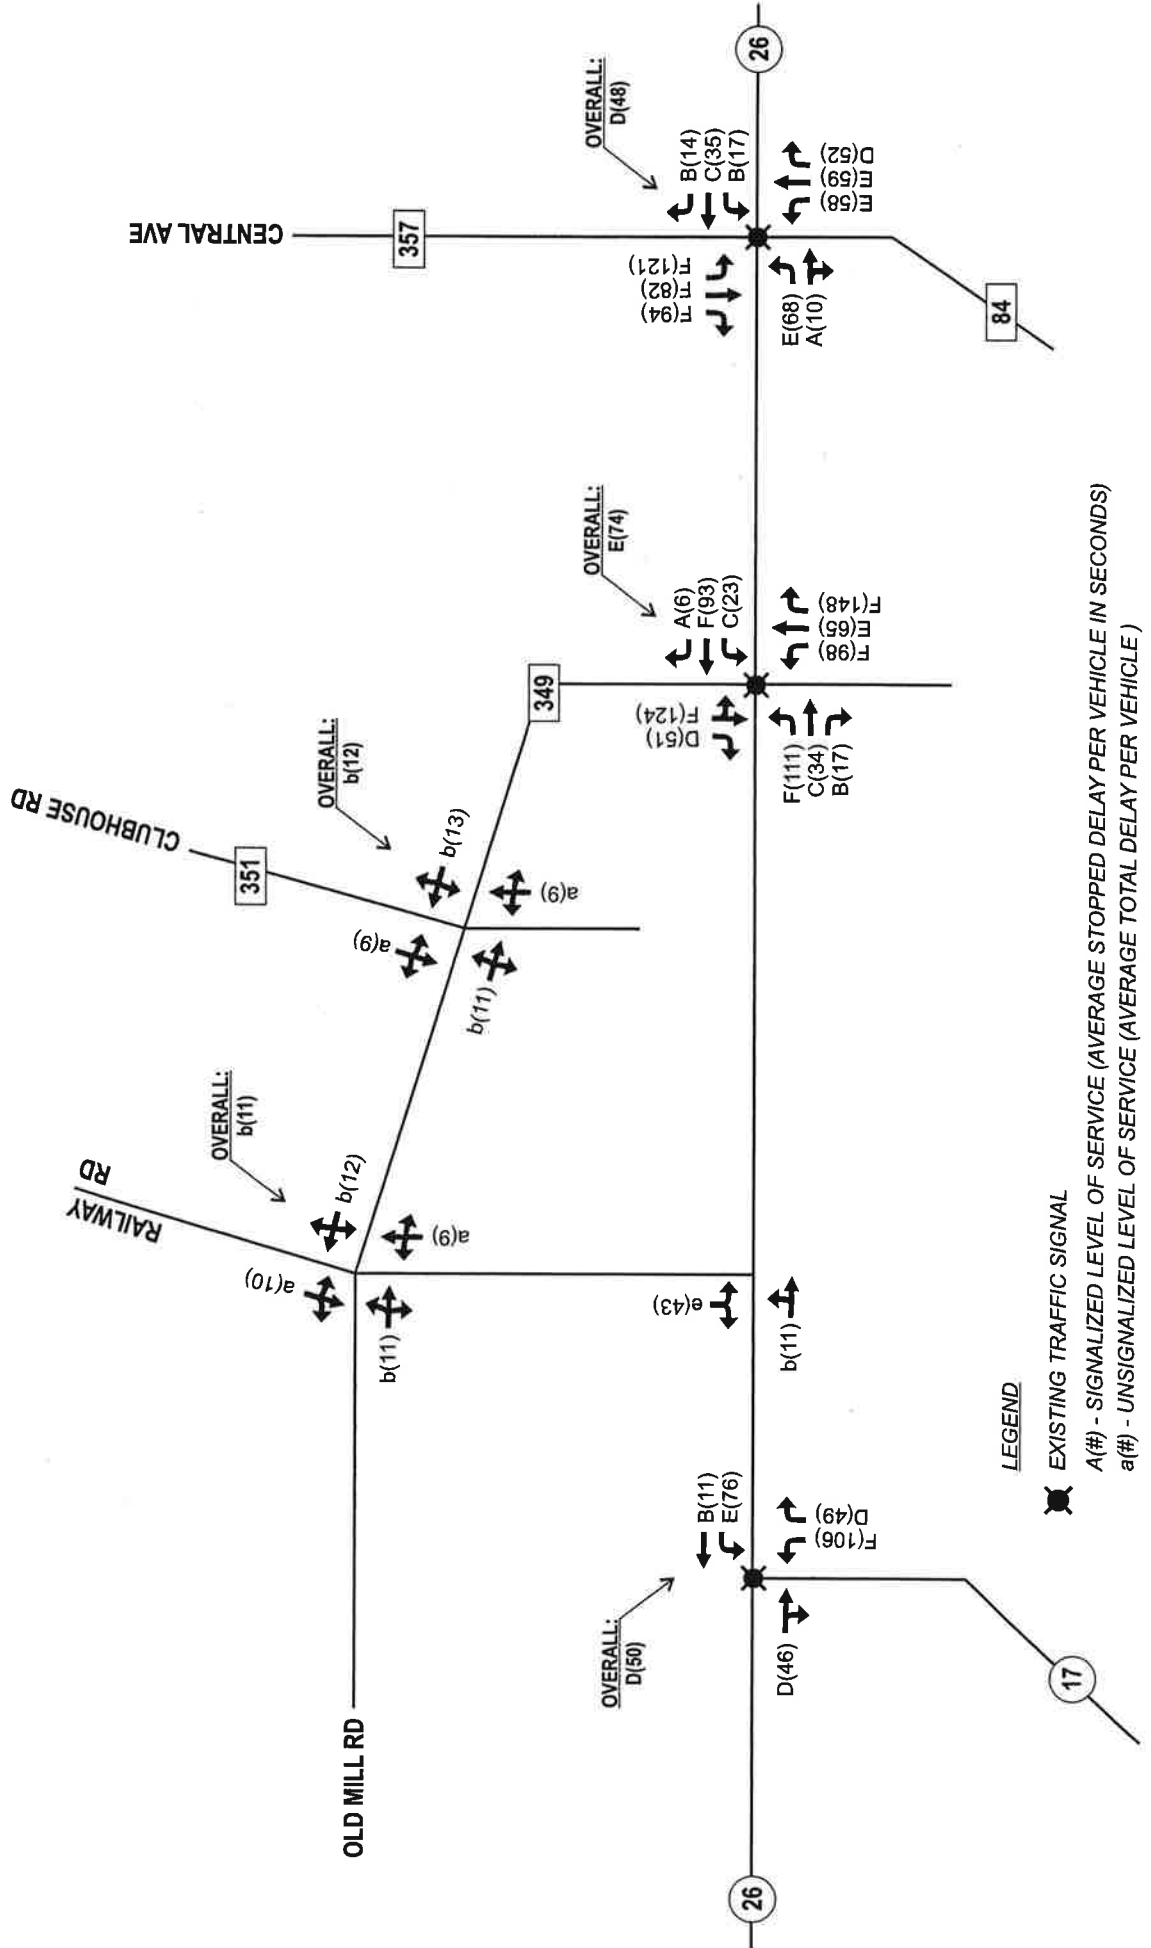 CENTRAL AVE
357
OVERALL:
D(48)
26
B(14)
C(35)
B(17)
F(94)
F(82)
F(121)
E(68)
A(10)
E(58)
E(59)
D(52)
84
CLUBHOUSE RD
351
OVERALL:
b(12)
349
OVERALL:
E(74)
b(13)
a(9)
a(9)
b(11)
A(6)
F(93)
C(23)
D(51)
F(124)
F(111)
C(34)
B(17)
F(98)
E(65)
F(148)
RAILWAY
RD
OVERALL:
b(11)
b(12)
a(10)
a(9)
b(11)
e(43)
b(11)
OLD MILL RD
OVERALL:
D(50)
B(11)
E(76)
D(46)
F(106)
D(49)
17
26
LEGEND
EXISTING TRAFFIC SIGNAL
A(#) - SIGNALIZED LEVEL OF SERVICE (AVERAGE STOPPED DELAY PER VEHICLE IN SECONDS)
a(#) - UNSIGNALIZED LEVEL OF SERVICE (AVERAGE TOTAL DELAY PER VEHICLE )